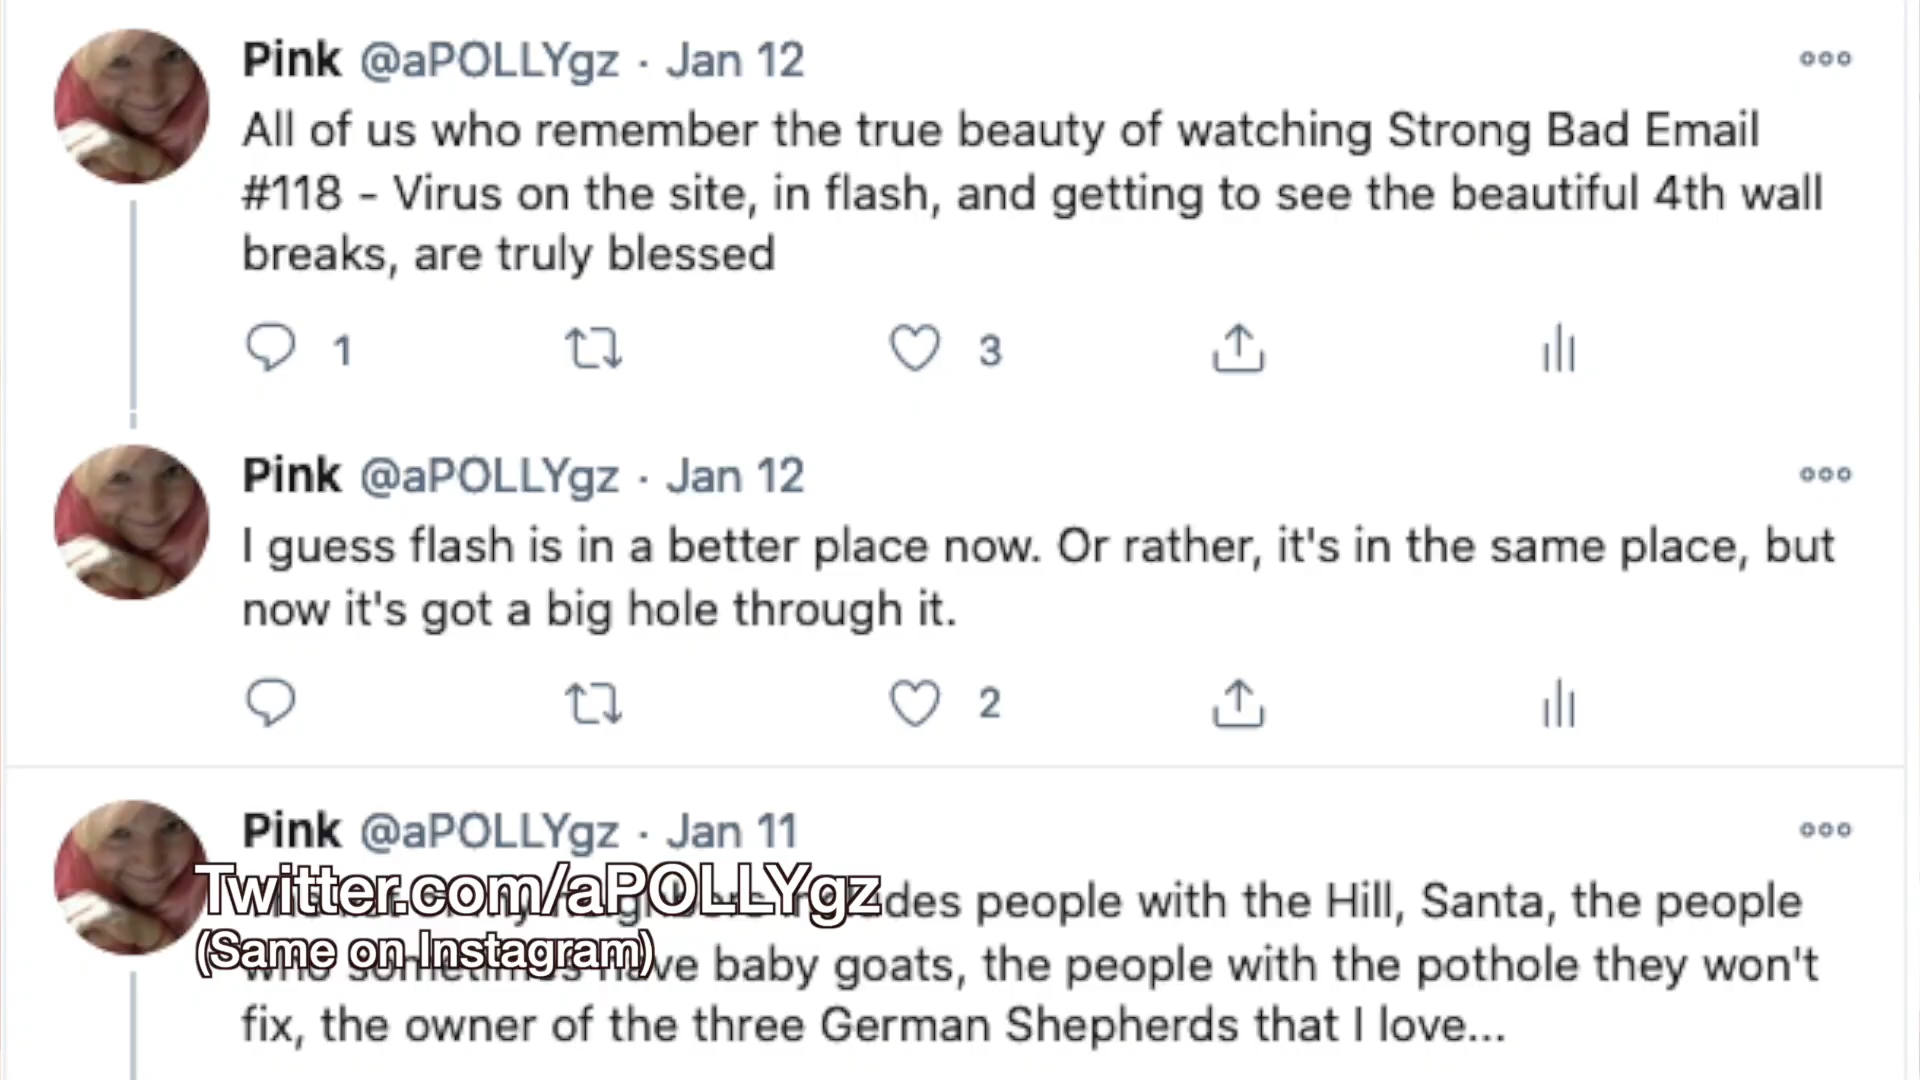 Pink @aPOLLYgz · Jan 12
All of us who remember the true beauty of watching Strong Bad Email
#118 - Virus on the site, in flash, and getting to see the beautiful 4th wall
breaks, are truly blessed
1 3
Pink @aPOLLYgz · Jan 12
I guess flash is in a better place now. Or rather, it's in the same place, but
now it's got a big hole through it.
2
Pink @aPOLLYgz · Jan 11
Twitter.com/aPOLLYgz
people with the Hill, Santa, the people
(Same on Instagram)
who sometimes have baby goats, the people with the pothole they won't
fix, the owner of the three German Shepherds that I love...